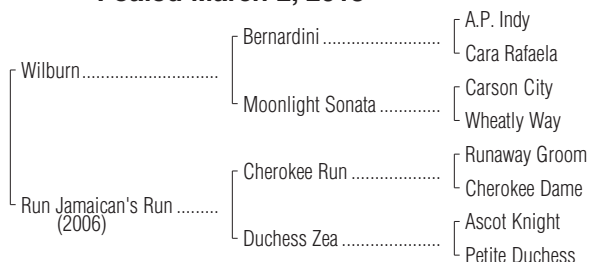 Foaled March
A.P. Indy
Bernardini
Cara Rafaela
Wilburn
Carson City
Moonlight Sonata
Wheatly Way
Runaway Groom
Cherokee Run
Cherokee Dame
Run Jamaican's Run
(2006)
Ascot Knight
Duchess Zea
Petite Duchess